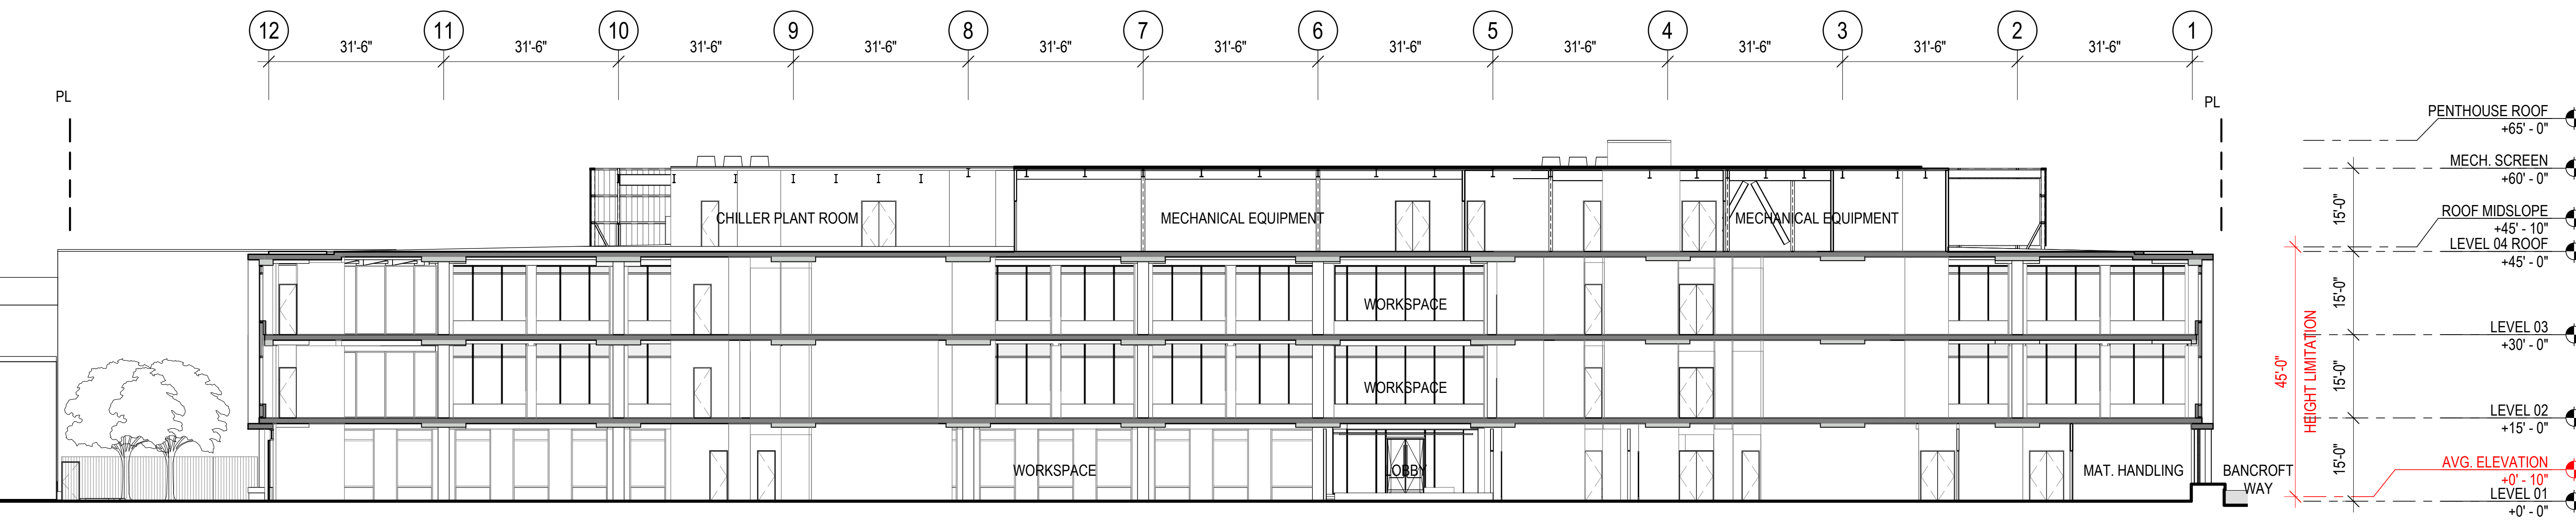 12 11 10 9 8 7 6 5 4 3 2 1
31'-6" 31'-6" 31'-6" 31'-6" 31'-6" 31'-6" 31'-6" 31'-6" 31'-6" 31'-6" 31'-6"
PL
PL
PENTHOUSE ROOF
+65' - 0"
MECH. SCREEN
+60' - 0"
ROOF MIDSLOPE
+45' - 10"
LEVEL 04 ROOF
+45' - 0"
LEVEL 03
+30' - 0"
LEVEL 02
+15' - 0"
AVG. ELEVATION
+0' - 10"
LEVEL 01
+0' - 0"
15'-0"
15'-0"
15'-0"
15'-0"
45'-0"
HEIGHT LIMITATION
CHILLER PLANT ROOM
MECHANICAL EQUIPMENT
MECHANICAL EQUIPMENT
WORKSPACE
WORKSPACE
WORKSPACE
LOBBY
MAT. HANDLING
BANCROFT
WAY